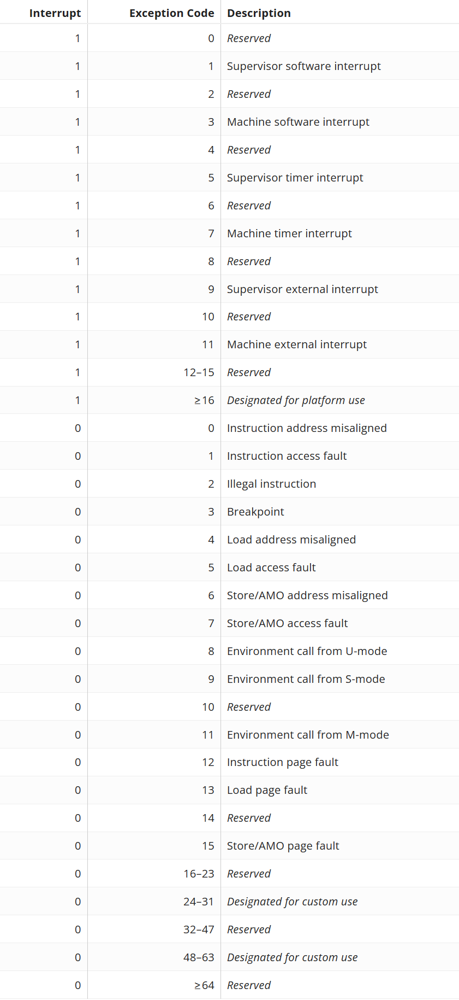 Interrupt Exception Code Description
1 0 Reserved
1 1 Supervisor software interrupt
1 2 Reserved
1 3 Machine software interrupt
1 4 Reserved
1 5 Supervisor timer interrupt
1 6 Reserved
1 7 Machine timer interrupt
1 8 Reserved
1 9 Supervisor external interrupt
1 10 Reserved
1 11 Machine external interrupt
1 12–15 Reserved
1 ≥16 Designated for platform use
0 0 Instruction address misaligned
0 1 Instruction access fault
0 2 Illegal instruction
0 3 Breakpoint
0 4 Load address misaligned
0 5 Load access fault
0 6 Store/AMO address misaligned
0 7 Store/AMO access fault
0 8 Environment call from U-mode
0 9 Environment call from S-mode
0 10 Reserved
0 11 Environment call from M-mode
0 12 Instruction page fault
0 13 Load page fault
0 14 Reserved
0 15 Store/AMO page fault
0 16–23 Reserved
0 24–31 Designated for custom use
0 32–47 Reserved
0 48–63 Designated for custom use
0 ≥64 Reserved